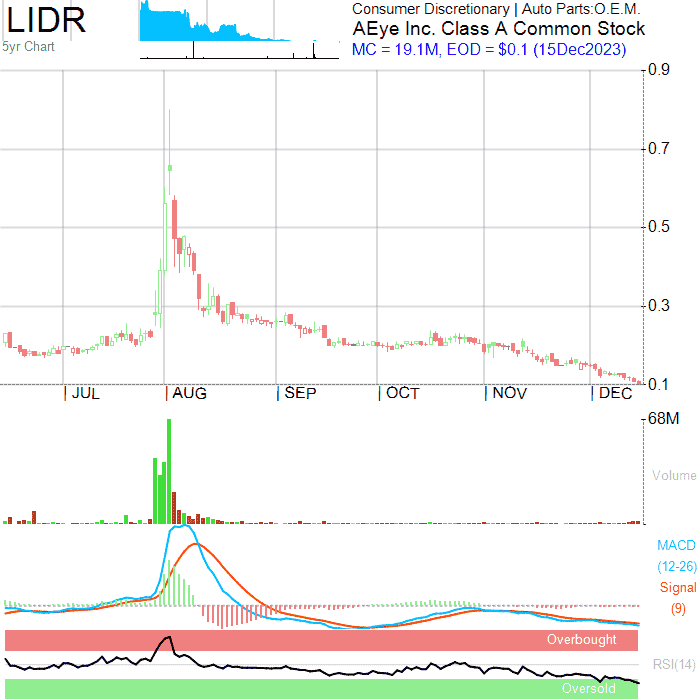 LIDR
5yr Chart
Consumer Discretionary | Auto Parts:O.E.M.
AEye Inc. Class A Common Stock
MC = 19.1M, EOD = $0.1 (15Dec2023)
0.9
0.7
0.5
0.3
0.1
| JUL | AUG | SEP | OCT | NOV | DEC
68M
Volume
MACD
(12-26)
Signal
(9)
Overbought
RSI(14)
Oversold